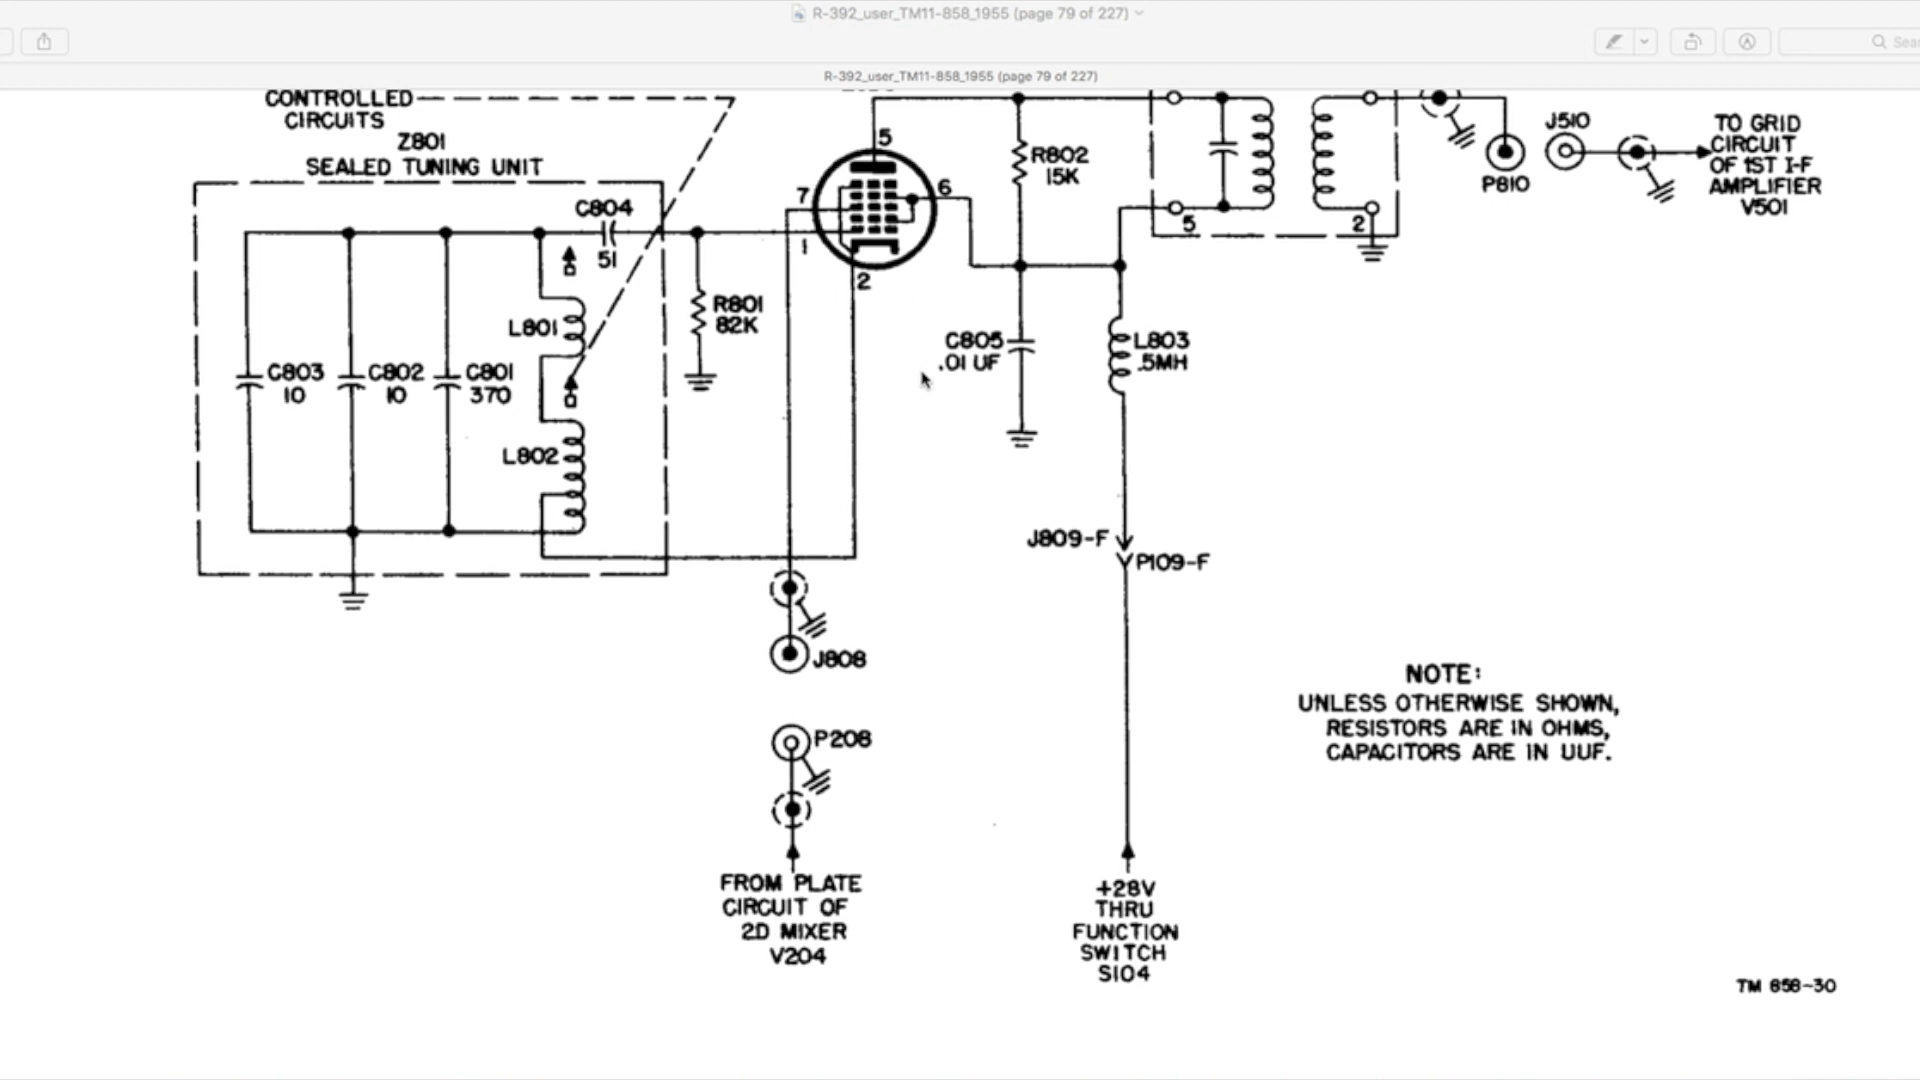 R-392_user_TM11-858_1955 (page 79 of 227)
R-392_user_TM11-858_1955 (page 79 of 227)
CONTROLLED
CIRCUITS
Z801
SEALED TUNING UNIT
C804
51
L801
C803
10
C802
10
C801
370
L802
R801
82K
5
7
6
1
2
R802
15K
C805
.01 UF
L803
.5MH
5
2
P810
J510
TO GRID
CIRCUIT
OF 1ST I-F
AMPLIFIER
V501
J809-F
P109-F
J808
P208
FROM PLATE
CIRCUIT OF
2D MIXER
V204
+28V
THRU
FUNCTION
SWITCH
S104
NOTE:
UNLESS OTHERWISE SHOWN,
RESISTORS ARE IN OHMS,
CAPACITORS ARE IN UUF.
TM 858-30